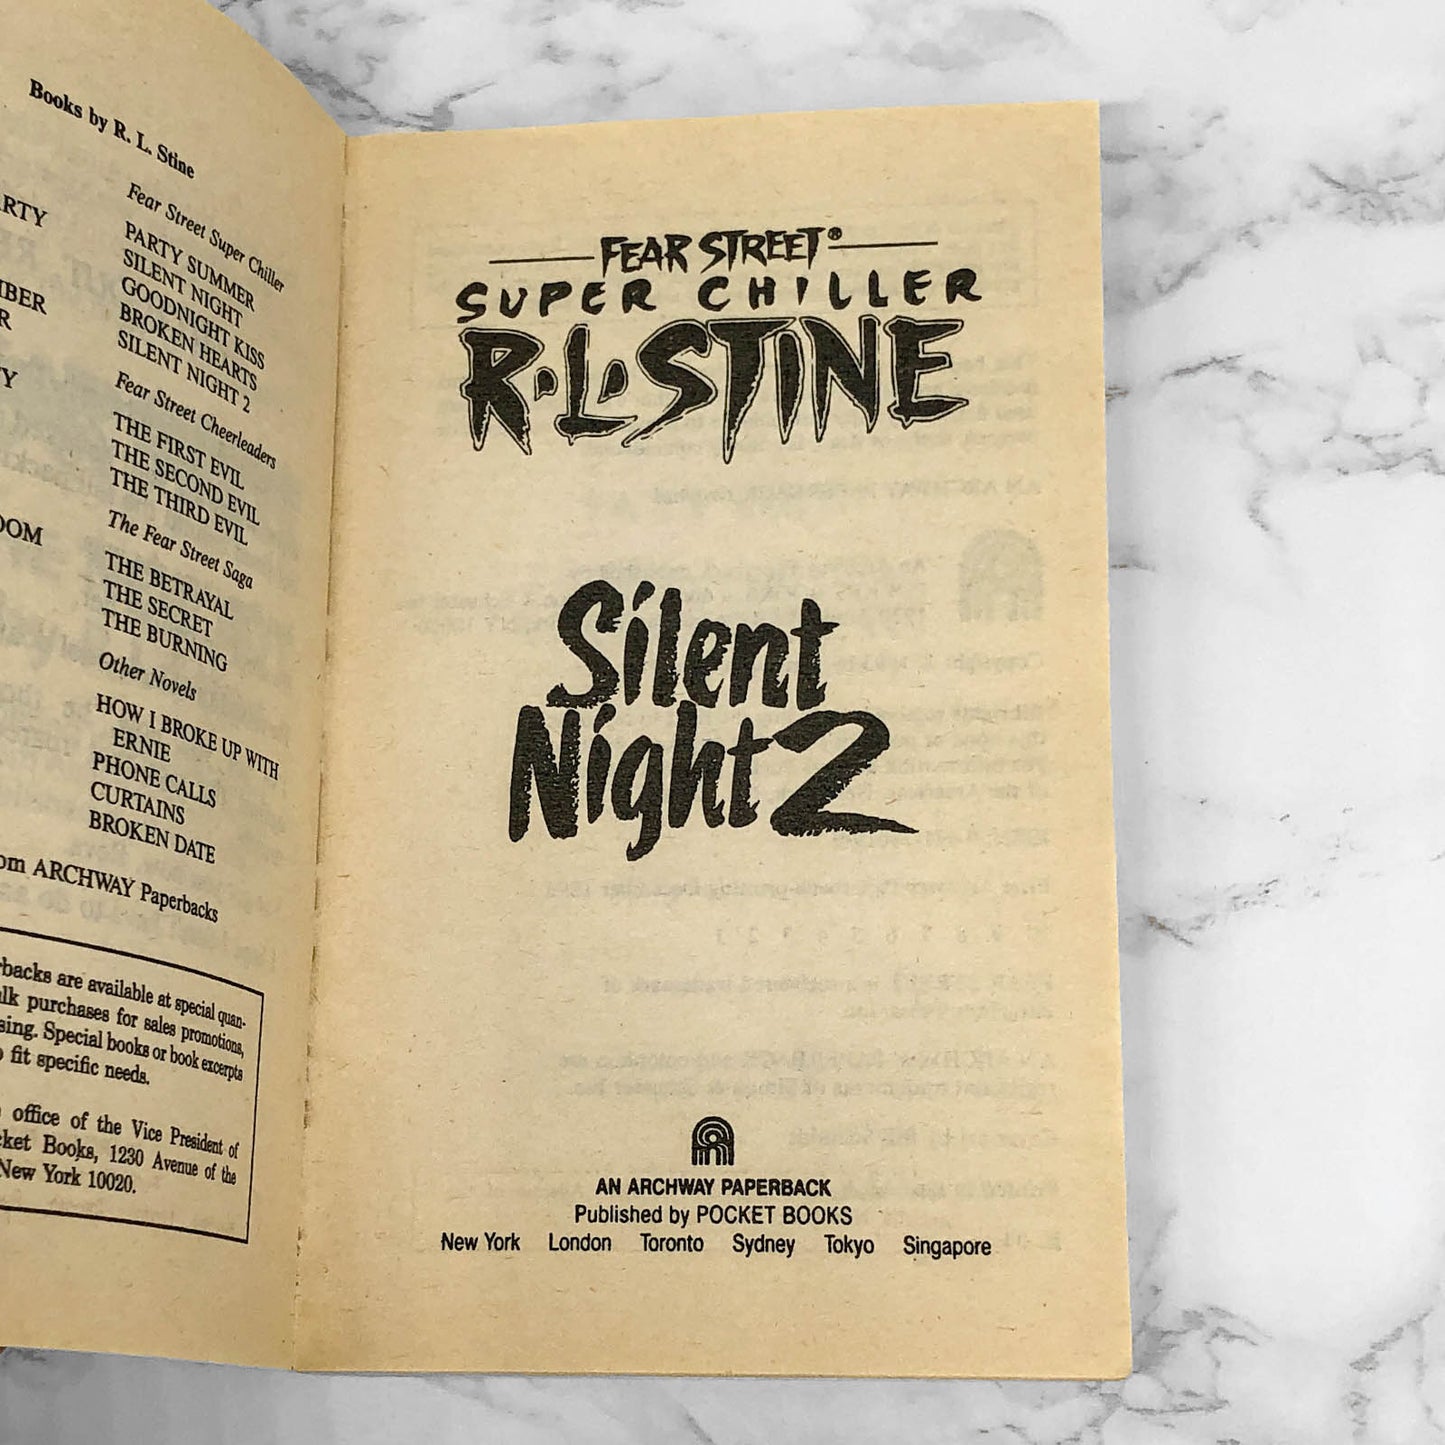 Books by R. L. Stine
Fear Street Super Chiller
PARTY SUMMER
SILENT NIGHT
GOODNIGHT KISS
BROKEN HEARTS
SILENT NIGHT 2
Fear Street Cheerleaders
THE FIRST EVIL
THE SECOND EVIL
THE THIRD EVIL
The Fear Street Saga
THE BETRAYAL
THE SECRET
THE BURNING
Other Novels
HOW I BROKE UP WITH
ERNIE
PHONE CALLS
CURTAINS
BROKEN DATE
om ARCHWAY Paperbacks
rbacks are available at special quan-
lk purchases for sales promotions,
sing. Special books or book excerpts
o fit specific needs.
office of the Vice President of
cket Books, 1230 Avenue of the
New York 10020.
FEAR STREET®
SUPER CHILLER
R·L·STINE
Silent
Night 2
AN ARCHWAY PAPERBACK
Published by POCKET BOOKS
New York London Toronto Sydney Tokyo Singapore